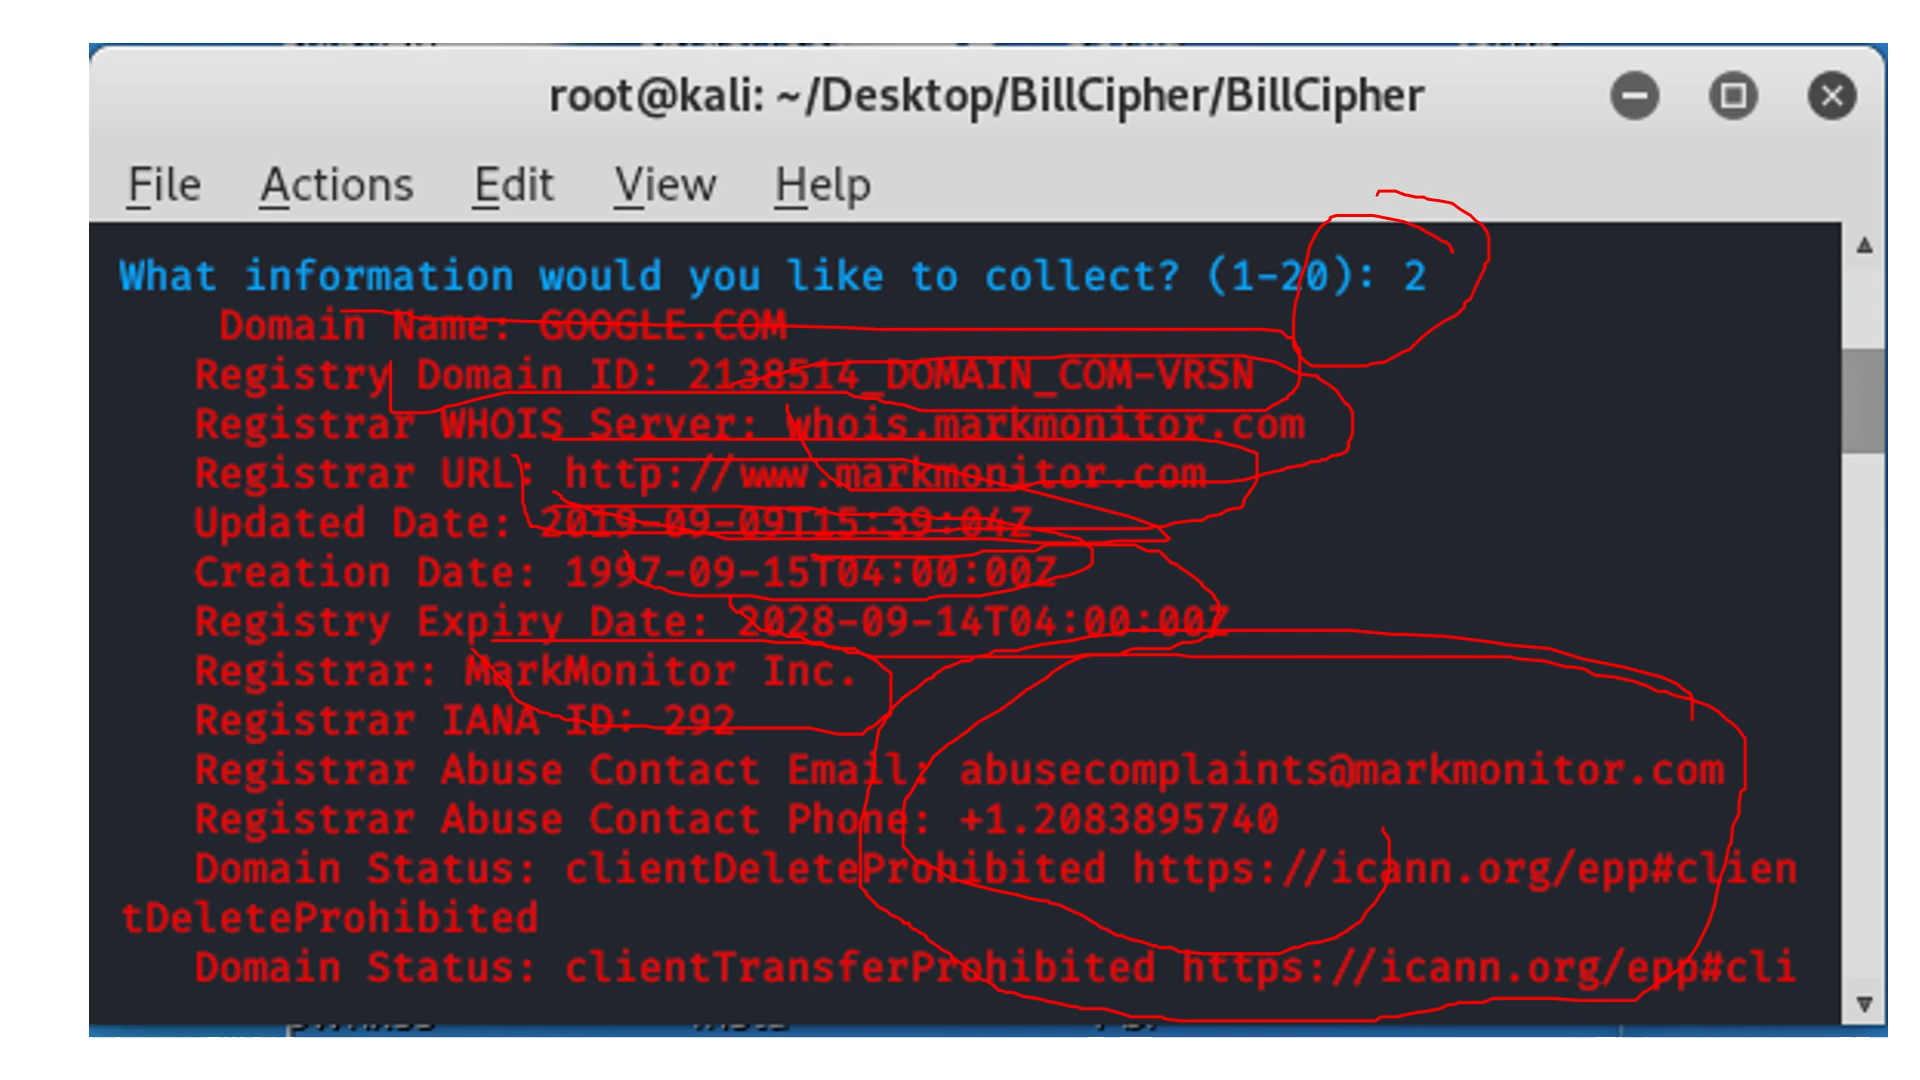 root@kali: ~/Desktop/BillCipher/BillCipher
File Actions Edit View Help
What information would you like to collect? (1-20): 2
Domain Name: GOOGLE.COM
Registry Domain ID: 2138514_DOMAIN_COM-VRSN
Registrar WHOIS Server: whois.markmonitor.com
Registrar URL: http://www.markmonitor.com
Updated Date: 2019-09-09T15:39:04Z
Creation Date: 1997-09-15T04:00:00Z
Registry Expiry Date: 2028-09-14T04:00:00Z
Registrar: MarkMonitor Inc.
Registrar IANA ID: 292
Registrar Abuse Contact Email: abusecomplaints@markmonitor.com
Registrar Abuse Contact Phone: +1.2083895740
Domain Status: clientDeleteProhibited https://icann.org/epp#clien
tDeleteProhibited
Domain Status: clientTransferProhibited https://icann.org/epp#cli